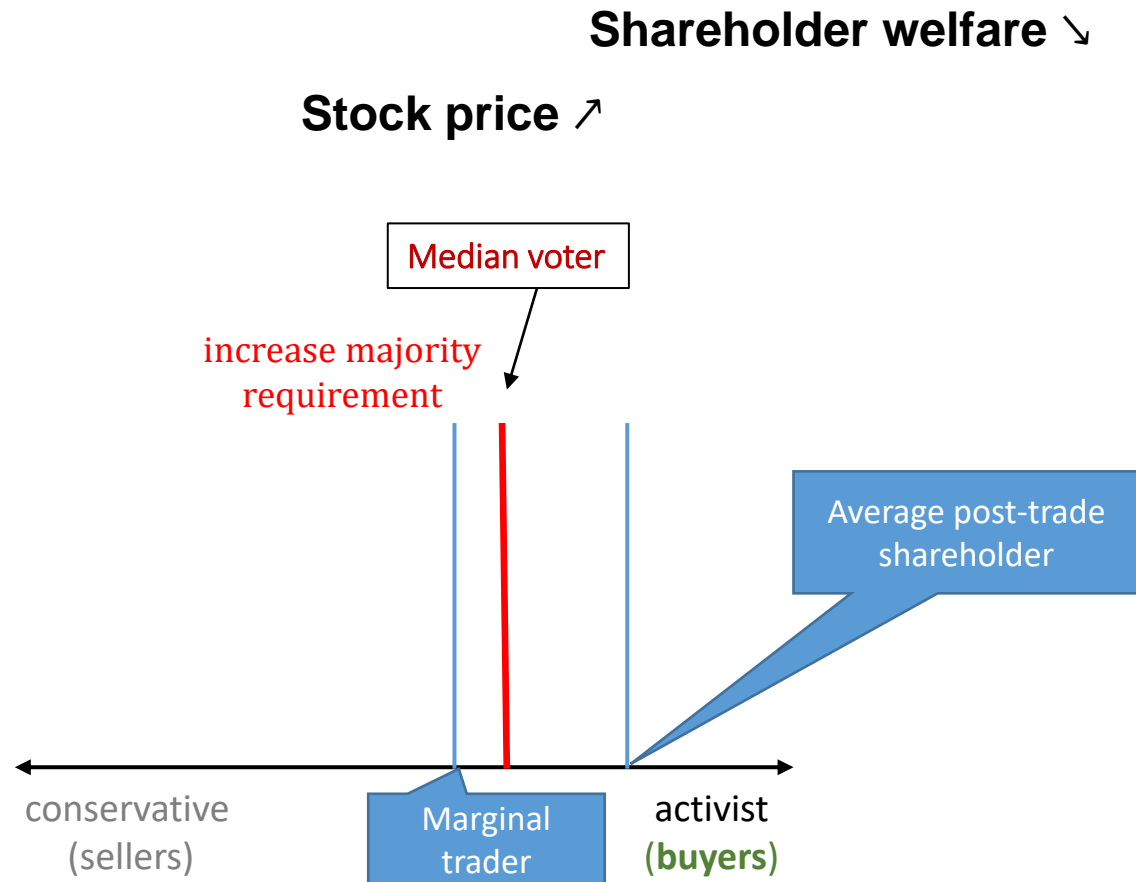 Shareholder welfare ↘
Stock price ↗
Median voter
increase majority
requirement
Average post-trade
shareholder
conservative
(sellers)
Marginal
trader
activist
(buyers)